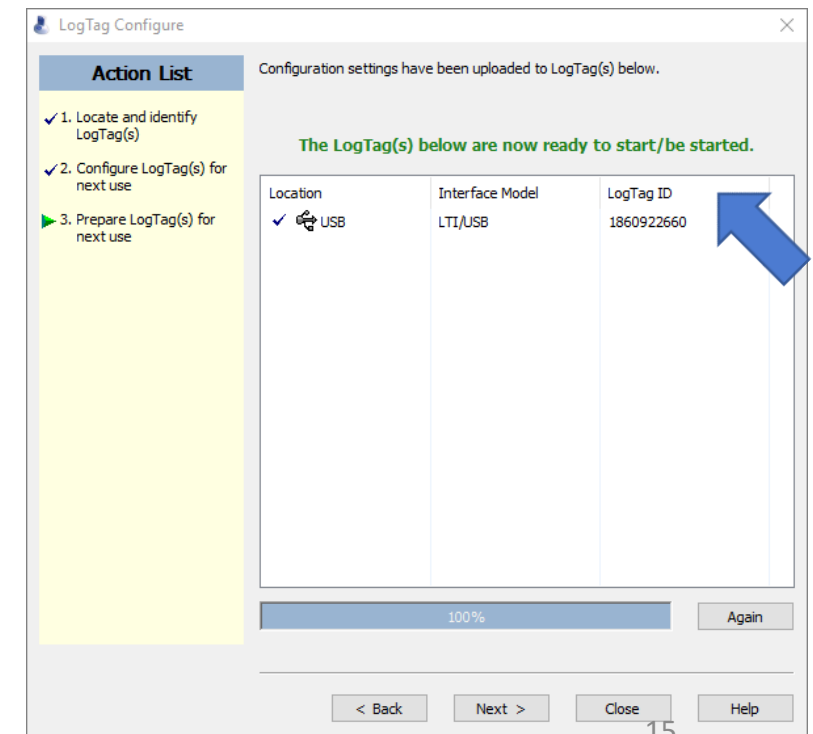 LogTag Configure
Action List
1. Locate and identify
LogTag(s)
2. Configure LogTag(s) for
next use
3. Prepare LogTag(s) for
next use
Configuration settings have been uploaded to LogTag(s) below.
The LogTag(s) below are now ready to start/be started.
Location Interface Model LogTag ID
USB LTI/USB 1860922660
100% Again
< Back Next > Close Help
15